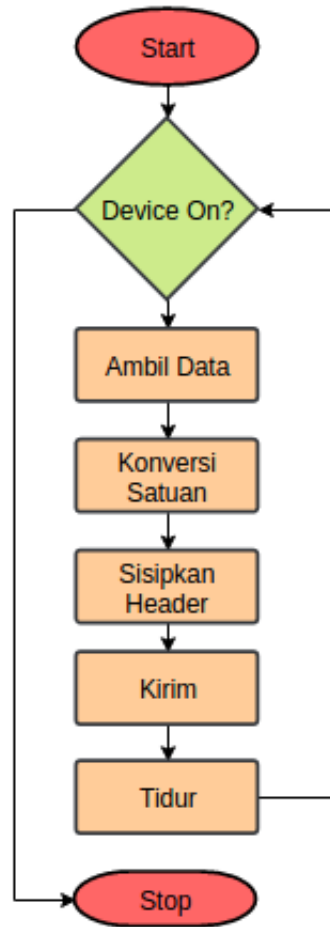 Start
Device On?
Ambil Data
Konversi
Satuan
Sisipkan
Header
Kirim
Tidur
Stop